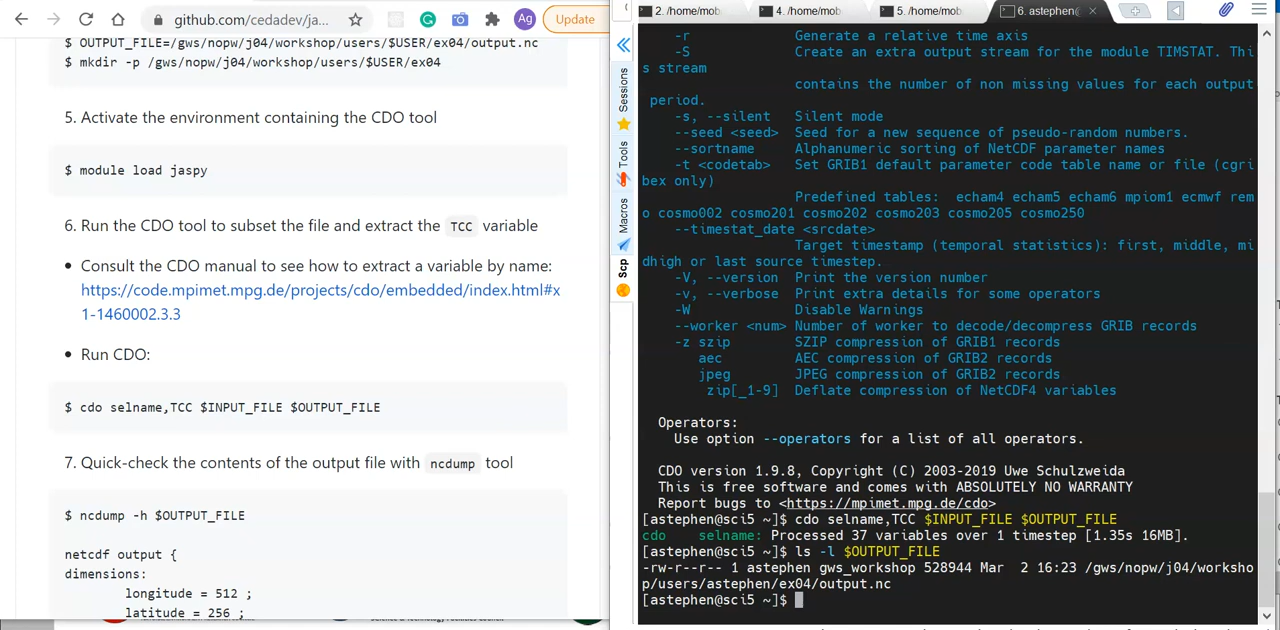 github.com/cedadev/ja...
Ag
Update
$ OUTPUT_FILE=/gws/nopw/j04/workshop/users/$USER/ex04/output.nc
$ mkdir -p /gws/nopw/j04/workshop/users/$USER/ex04
5. Activate the environment containing the CDO tool
$ module load jaspy
6. Run the CDO tool to subset the file and extract the TCC variable
Consult the CDO manual to see how to extract a variable by name:
https://code.mpimet.mpg.de/projects/cdo/embedded/index.html#x
1-1460002.3.3
Run CDO:
$ cdo selname,TCC $INPUT_FILE $OUTPUT_FILE
7. Quick-check the contents of the output file with ncdump tool
$ ncdump -h $OUTPUT_FILE
netcdf output {
dimensions:
longitude = 512 ;
latitude = 256 ;
Sessions
Tools
Macros
Scp
2. /home/mob
4. /home/mob
5. /home/mob
6. astephen@
-r Generate a relative time axis
-S Create an extra output stream for the module TIMSTAT. Thi
s stream
contains the number of non missing values for each output
period.
-s, --silent Silent mode
--seed <seed> Seed for a new sequence of pseudo-random numbers.
--sortname Alphanumeric sorting of NetCDF parameter names
-t <codetab> Set GRIB1 default parameter code table name or file (cgri
bex only)
Predefined tables: echam4 echam5 echam6 mpiom1 ecmwf rem
o cosmo002 cosmo201 cosmo202 cosmo203 cosmo205 cosmo250
--timestat_date <srcdate>
Target timestamp (temporal statistics): first, middle, mi
dhigh or last source timestep.
-V, --version Print the version number
-v, --verbose Print extra details for some operators
-W Disable Warnings
--worker <num> Number of worker to decode/decompress GRIB records
-z szip SZIP compression of GRIB1 records
aec AEC compression of GRIB2 records
jpeg JPEG compression of GRIB2 records
zip[_1-9] Deflate compression of NetCDF4 variables
Operators:
Use option --operators for a list of all operators.
CDO version 1.9.8, Copyright (C) 2003-2019 Uwe Schulzweida
This is free software and comes with ABSOLUTELY NO WARRANTY
Report bugs to <https://mpimet.mpg.de/cdo>
[astephen@sci5 ~]$ cdo selname,TCC $INPUT_FILE $OUTPUT_FILE
cdo selname: Processed 37 variables over 1 timestep [1.35s 16MB].
[astephen@sci5 ~]$ ls -l $OUTPUT_FILE
-rw-r--r-- 1 astephen gws_workshop 528944 Mar 2 16:23 /gws/nopw/j04/worksho
p/users/astephen/ex04/output.nc
[astephen@sci5 ~]$